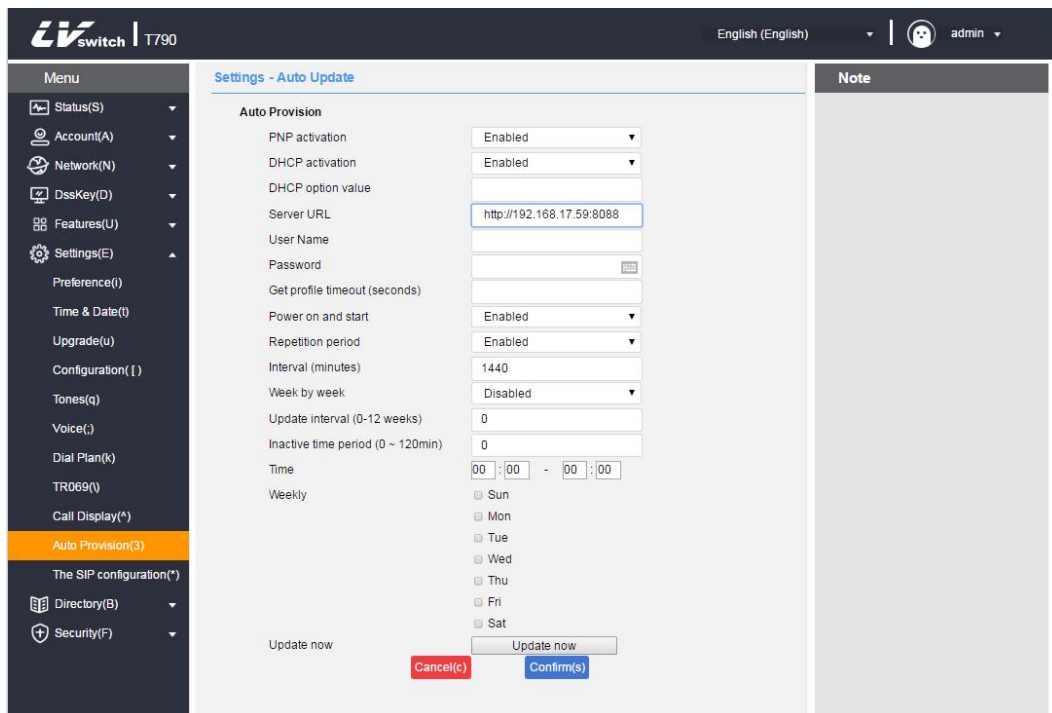 LVswitch T790
English (English)
admin
Menu
Status(S)
Account(A)
Network(N)
DssKey(D)
Features(U)
Settings(E)
Preference(i)
Time & Date(t)
Upgrade(u)
Configuration( [ )
Tones(q)
Voice(;)
Dial Plan(k)
TR069(\)
Call Display(^)
Auto Provision(3)
The SIP configuration(*)
Directory(B)
Security(F)
Settings - Auto Update
Auto Provision
PNP activation Enabled
DHCP activation Enabled
DHCP option value
Server URL http://192.168.17.59:8088
User Name
Password
Get profile timeout (seconds)
Power on and start Enabled
Repetition period Enabled
Interval (minutes) 1440
Week by week Disabled
Update interval (0-12 weeks) 0
Inactive time period (0 ~ 120min) 0
Time 00 : 00 - 00 : 00
Weekly Sun
Mon
Tue
Wed
Thu
Fri
Sat
Update now Update now
Cancel(c) Confirm(s)
Note